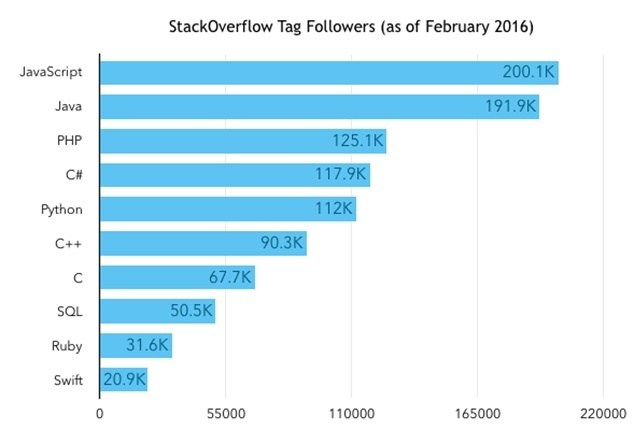 StackOverflow Tag Followers (as of February 2016)
JavaScript 200.1K
Java 191.9K
PHP 125.1K
C# 117.9K
Python 112K
C++ 90.3K
C 67.7K
SQL 50.5K
Ruby 31.6K
Swift 20.9K
0 55000 110000 165000 220000